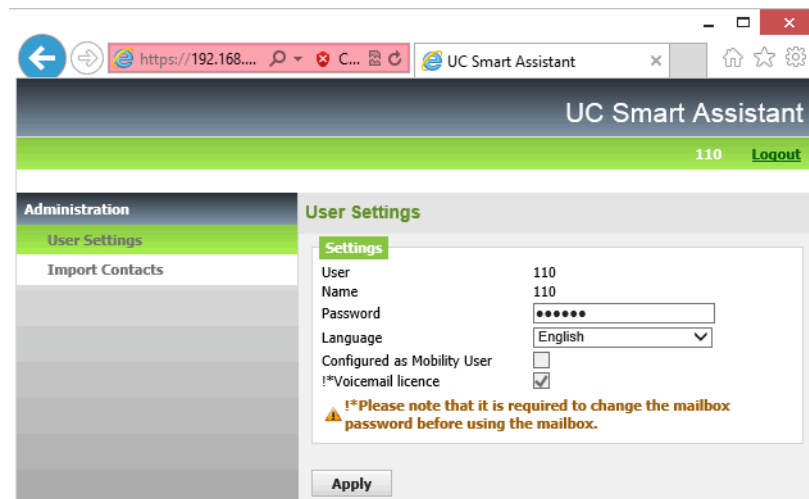 https://192.168.... C... UC Smart Assistant
UC Smart Assistant
110 Logout
Administration
User Settings
Import Contacts
User Settings
Settings
User 110
Name 110
Password ••••••
Language English
Configured as Mobility User
!*Voicemail licence
!*Please note that it is required to change the mailbox
password before using the mailbox.
Apply